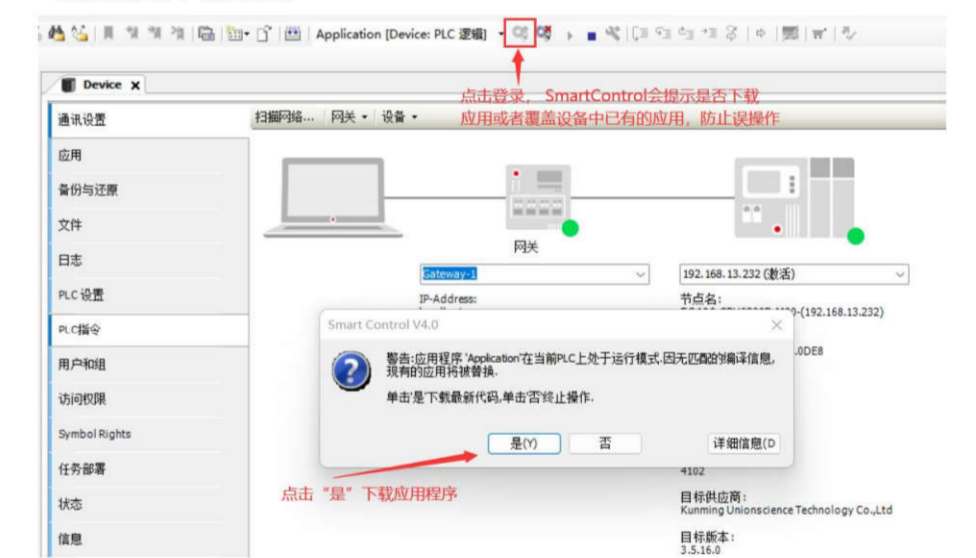 Application [Device: PLC 逻辑]
Device
点击登录， SmartControl会提示是否下载
应用或者覆盖设备中已有的应用，防止误操作
通讯设置
扫描网络... 网关 设备
应用
备份与还原
文件
日志
PLC 设置
PLC指令
用户和组
访问权限
Symbol Rights
任务部署
状态
信息
网关
Gateway-1
192.168.13.232 (激活)
IP-Address:
节点名:
-(192.168.13.232)
.0DE8
Smart Control V4.0
警告:应用程序 'Application'在当前PLC上处于运行模式.因无匹配的编译信息,
现有的应用将被替换.
单击'是'下载最新代码,单击'否'终止操作.
是(Y) 否 详细信息(D
点击“是”下载应用程序
4102
目标供应商:
Kunming Unionscience Technology Co.,Ltd
目标版本:
3.5.16.0